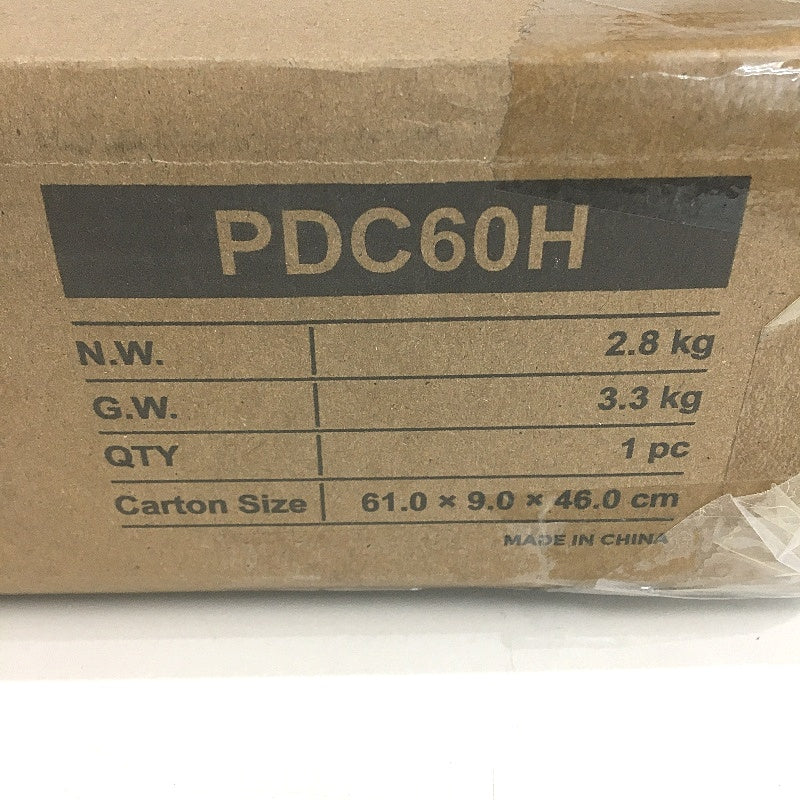 PDC60H
N.W. 2.8 kg
G.W. 3.3 kg
QTY 1 pc
Carton Size 61.0 × 9.0 × 46.0 cm
MADE IN CHINA